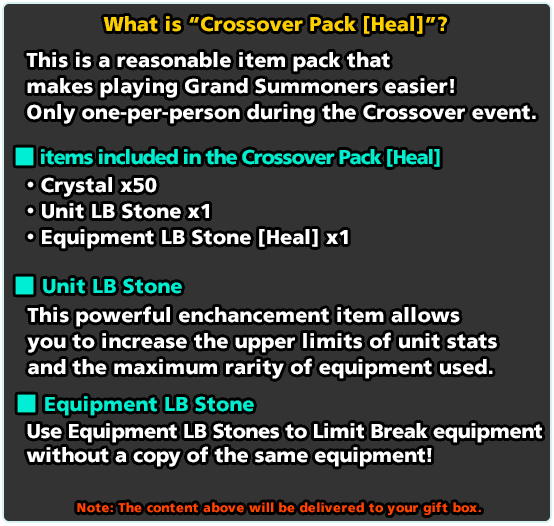 What is “Crossover Pack [Heal]”?
This is a reasonable item pack that
makes playing Grand Summoners easier!
Only one-per-person during the Crossover event.
■ items included in the Crossover Pack [Heal]
• Crystal x50
• Unit LB Stone x1
• Equipment LB Stone [Heal] x1
■ Unit LB Stone
This powerful enchancement item allows
you to increase the upper limits of unit stats
and the maximum rarity of equipment used.
■ Equipment LB Stone
Use Equipment LB Stones to Limit Break equipment
without a copy of the same equipment!
Note: The content above will be delivered to your gift box.